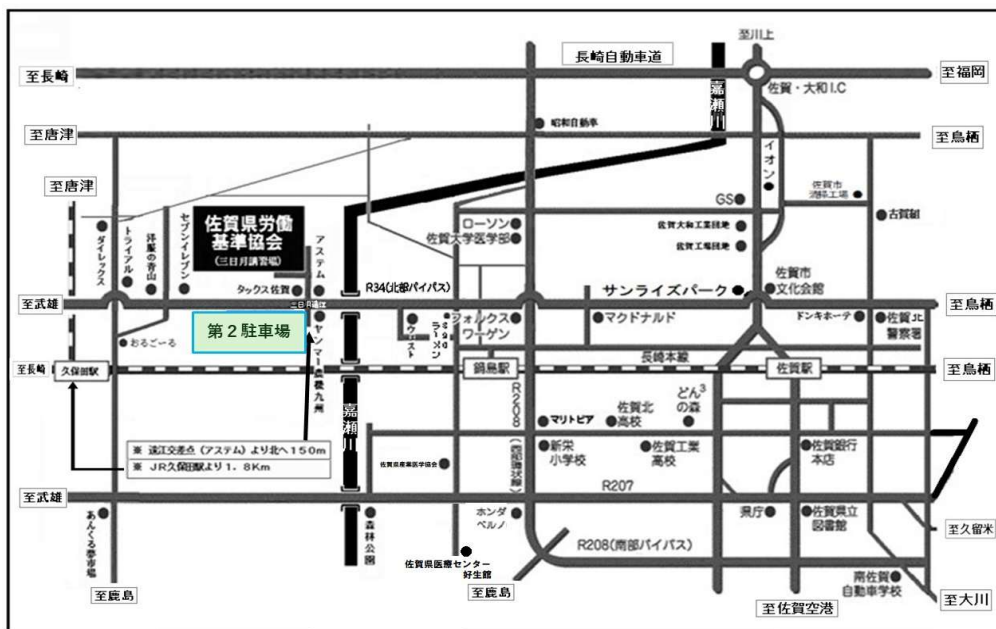 至川上
長崎自動車道
至長崎
至福岡
佐賀・大和I.C
嘉瀬川
至唐津
昭和自動車
至鳥栖
イオン
至唐津
佐賀市
清掃工場
GS
古賀組
ダイレックス
トライアル
洋服の青山
セブンイレブン
佐賀県労働
基準協会
(三日月講習場)
アステム
ローソン
佐賀大学医学部
佐賀大和工業団地
佐賀工場団地
タックス佐賀
R34(北部バイパス)
サンライズパーク
佐賀市
文化会館
至武雄
至鳥栖
第2駐車場
ヤンマー農機九州
ウエスト
ラーメン
フォルクス
ワーゲン
マクドナルド
ドンキホーテ
佐賀北
警察署
おるごーる
長崎本線
至長崎
久保田駅
鍋島駅
佐賀駅
至鳥栖
R208
(西部環状線)
嘉瀬川
マリトピア
佐賀北
高校
どん3
の森
※ 遠江交差点(アステム)より北へ150m
※ JR久保田駅より1.8Km
新栄
小学校
佐賀工業
高校
佐賀銀行
本店
佐賀県産業医学協会
至武雄
R207
あんくる夢市場
森林公園
ホンダ
ベルノ
県庁
佐賀県立
図書館
至久留米
R208(南部バイパス)
佐賀県医療センター
好生館
南佐賀
自動車学校
至鹿島
至鹿島
至佐賀空港
至大川